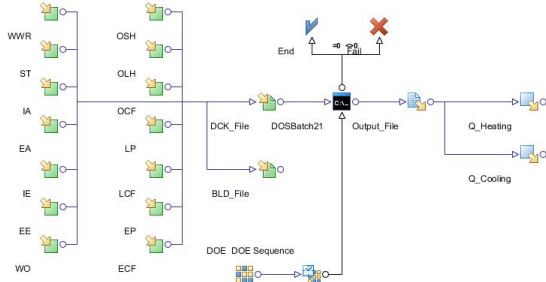 WWR
OSH
ST
OLH
IA
OCF
EA
LP
IE
LCF
EE
EP
WO
ECF
End
=0
Fail
DCK_File
DOSBatch21
C:\..
Output_File
Q_Heating
BLD_File
Q_Cooling
DOE DOE Sequence